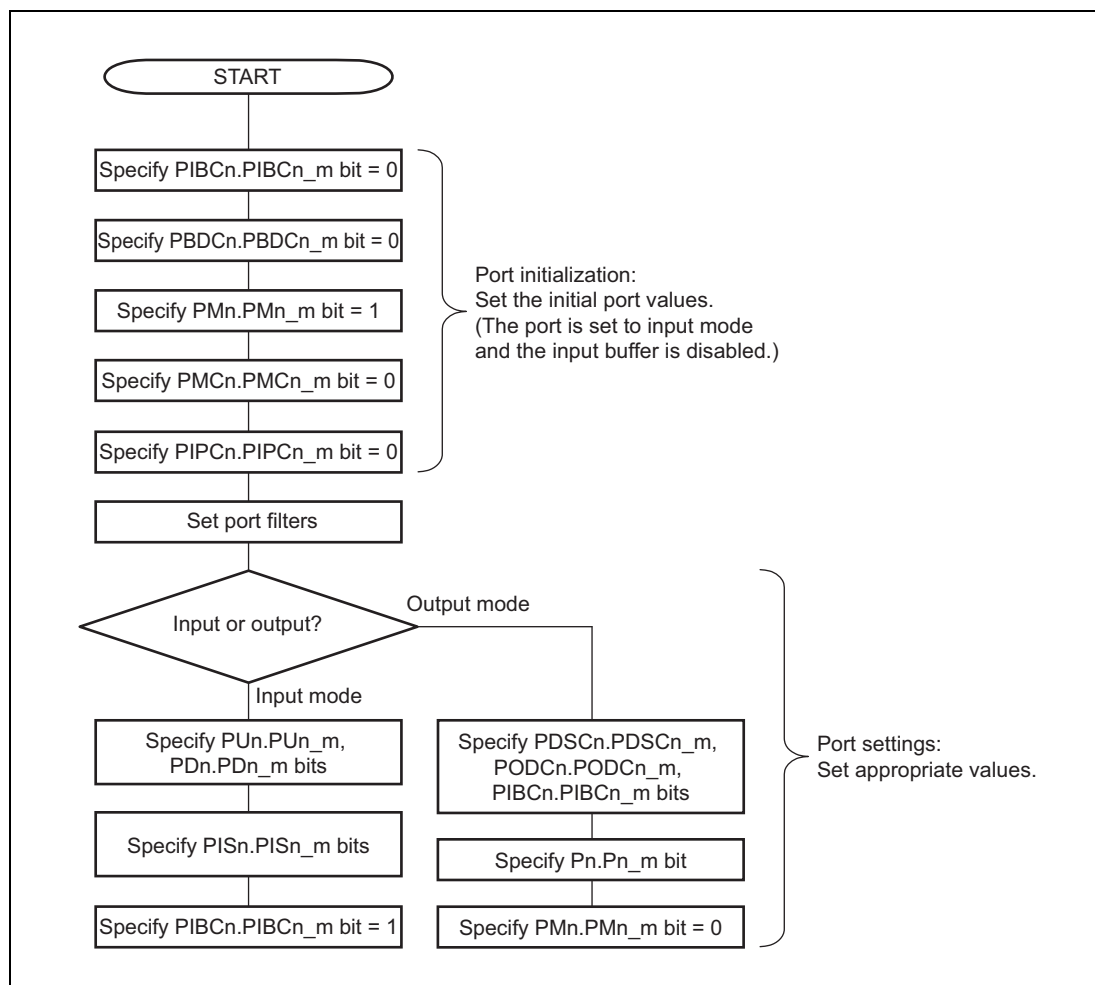 START
Specify PIBCn.PIBCn_m bit = 0
Specify PBDCn.PBDCn_m bit = 0
Specify PMn.PMn_m bit = 1
Specify PMCn.PMCn_m bit = 0
Specify PIPCn.PIPCn_m bit = 0
Port initialization:
Set the initial port values.
(The port is set to input mode
and the input buffer is disabled.)
Set port filters
Input or output?
Output mode
Input mode
Specify PUn.PUn_m,
PDn.PDn_m bits
Specify PISn.PISn_m bits
Specify PIBCn.PIBCn_m bit = 1
Specify PDSCn.PDSCn_m,
PODCn.PODCn_m,
PIBCn.PIBCn_m bits
Specify Pn.Pn_m bit
Specify PMn.PMn_m bit = 0
Port settings:
Set appropriate values.